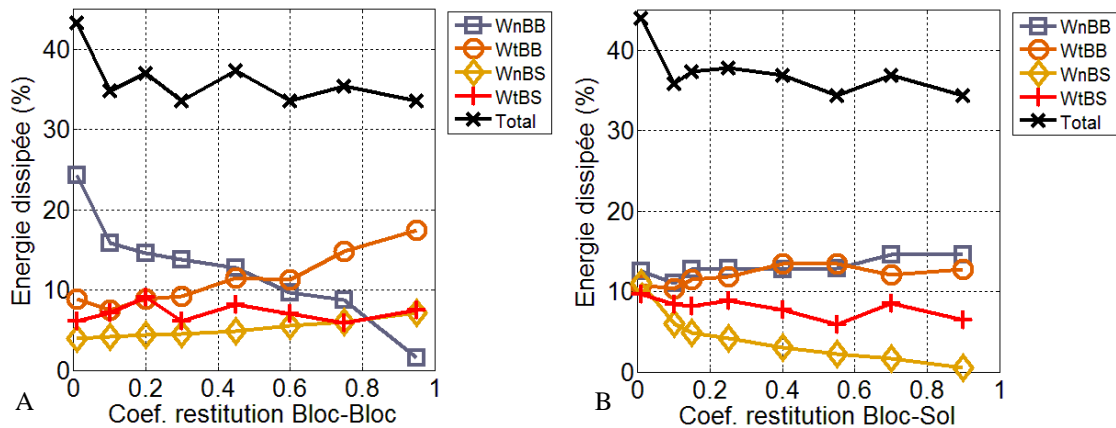 40
30
20
10
0
Energie dissipée (%)
0 0.2 0.4 0.6 0.8 1
Coef. restitution Bloc-Bloc
A
WnBB
WtBB
WnBS
WtBS
Total
40
30
20
10
0
Energie dissipée (%)
0 0.2 0.4 0.6 0.8 1
Coef. restitution Bloc-Sol
B
WnBB
WtBB
WnBS
WtBS
Total